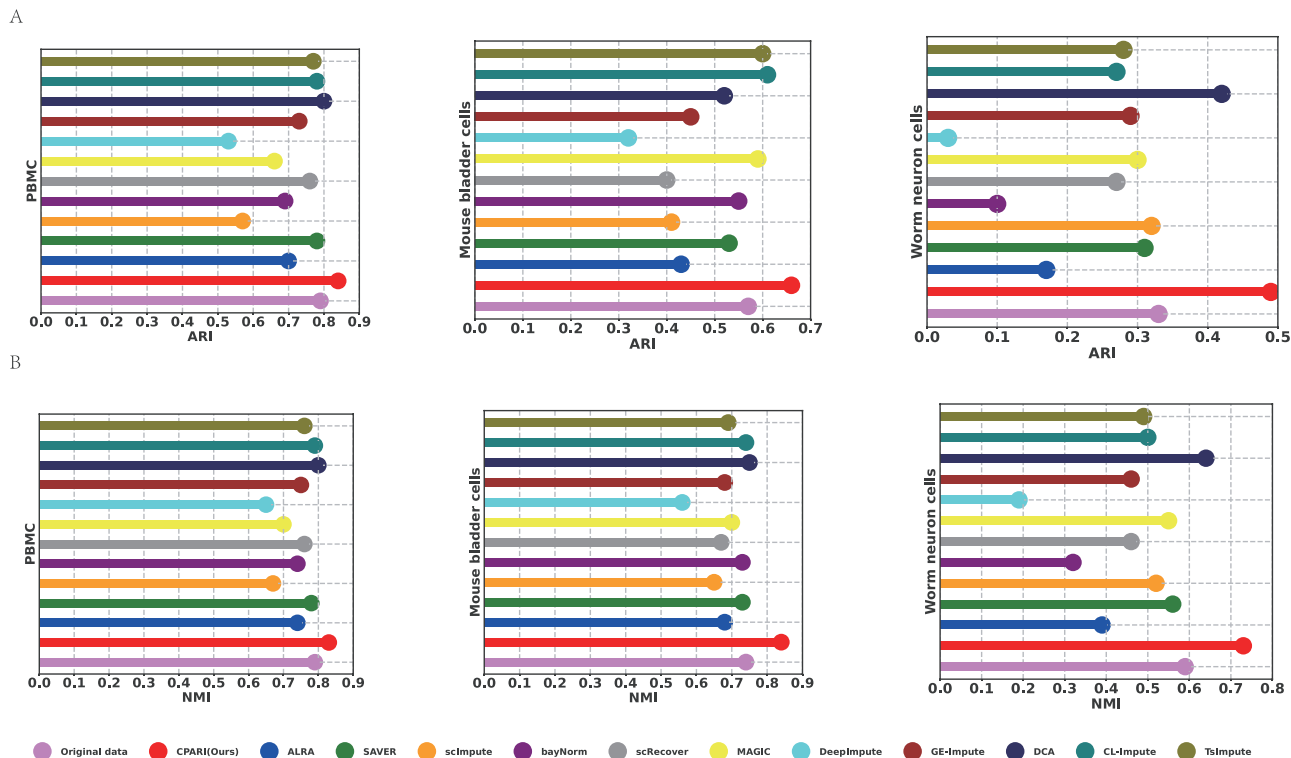 A
PBMC
0.0 0.1 0.2 0.3 0.4 0.5 0.6 0.7 0.8 0.9
ARI
Mouse bladder cells
0.0 0.1 0.2 0.3 0.4 0.5 0.6 0.7
ARI
Worm neuron cells
0.0 0.1 0.2 0.3 0.4 0.5
ARI
B
PBMC
0.0 0.1 0.2 0.3 0.4 0.5 0.6 0.7 0.8 0.9
NMI
Mouse bladder cells
0.0 0.1 0.2 0.3 0.4 0.5 0.6 0.7 0.8 0.9
NMI
Worm neuron cells
0.0 0.1 0.2 0.3 0.4 0.5 0.6 0.7 0.8
NMI
Original data CPARI(Ours) ALRA SAVER scImpute bayNorm scRecover MAGIC DeepImpute GE-Impute DCA CL-Impute TsImpute